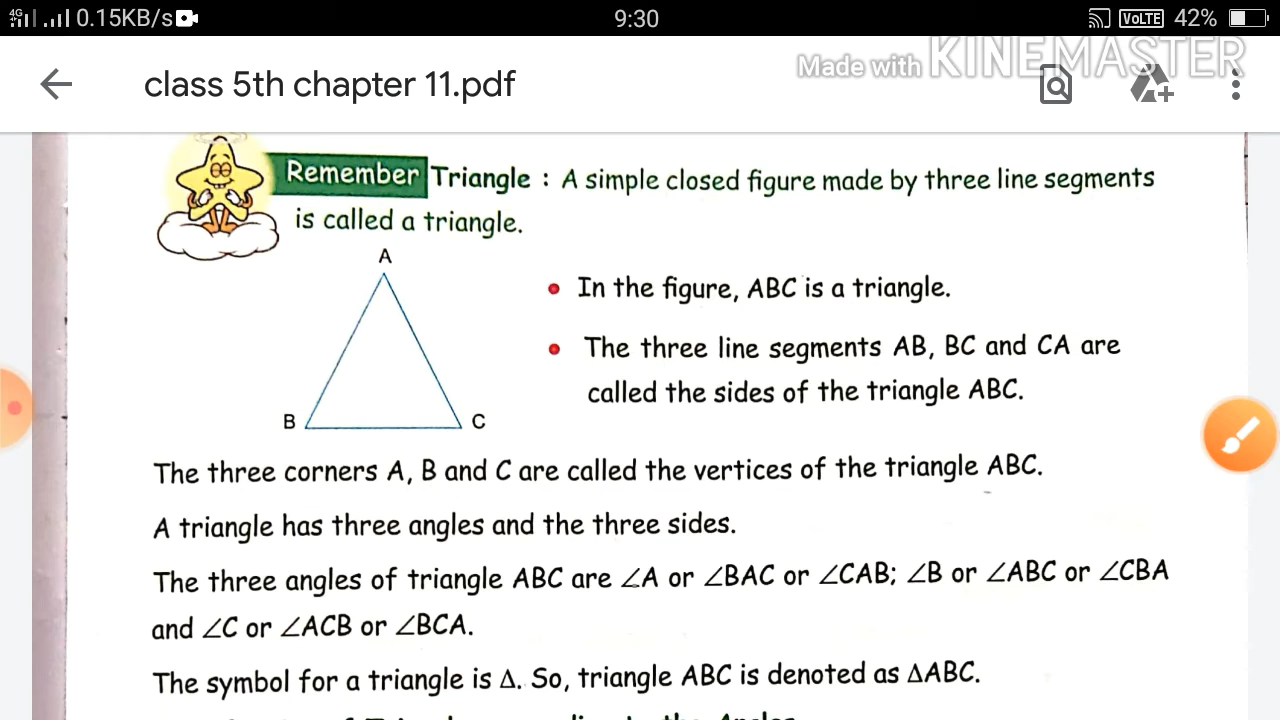 4G 0.15KB/s 9:30 VoLTE 42%
Made with KINEMASTER
class 5th chapter 11.pdf
Remember Triangle : A simple closed figure made by three line segments
is called a triangle.
A
• In the figure, ABC is a triangle.
• The three line segments AB, BC and CA are
called the sides of the triangle ABC.
B C
The three corners A, B and C are called the vertices of the triangle ABC.
A triangle has three angles and the three sides.
The three angles of triangle ABC are ∠A or ∠BAC or ∠CAB; ∠B or ∠ABC or ∠CBA
and ∠C or ∠ACB or ∠BCA.
The symbol for a triangle is Δ. So, triangle ABC is denoted as ΔABC.